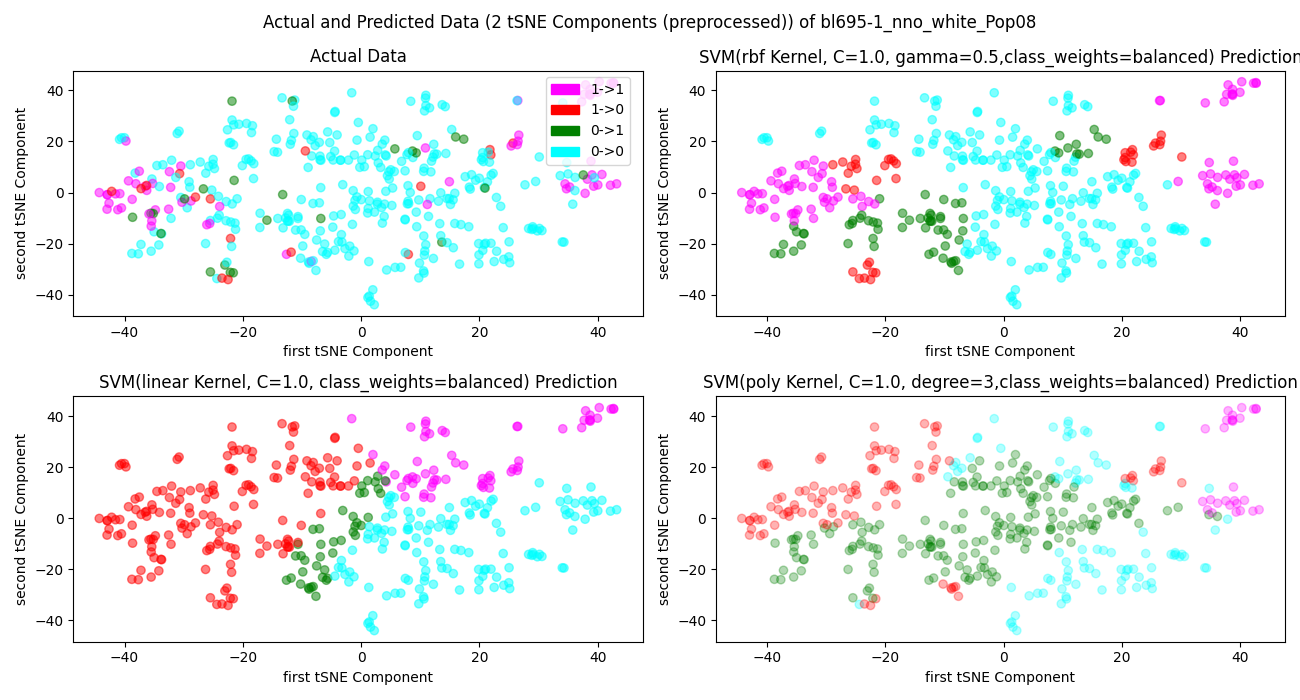 Actual and Predicted Data (2 tSNE Components (preprocessed)) of bl695-1_nno_white_Pop08
Actual Data
1->1
1->0
0->1
0->0
40
20
0
−20
−40
second tSNE Component
−40 −20 0 20 40
first tSNE Component
SVM(rbf Kernel, C=1.0, gamma=0.5,class_weights=balanced) Prediction
40
20
0
−20
−40
second tSNE Component
−40 −20 0 20 40
first tSNE Component
SVM(linear Kernel, C=1.0, class_weights=balanced) Prediction
40
20
0
−20
−40
second tSNE Component
−40 −20 0 20 40
first tSNE Component
SVM(poly Kernel, C=1.0, degree=3,class_weights=balanced) Prediction
40
20
0
−20
−40
second tSNE Component
−40 −20 0 20 40
first tSNE Component